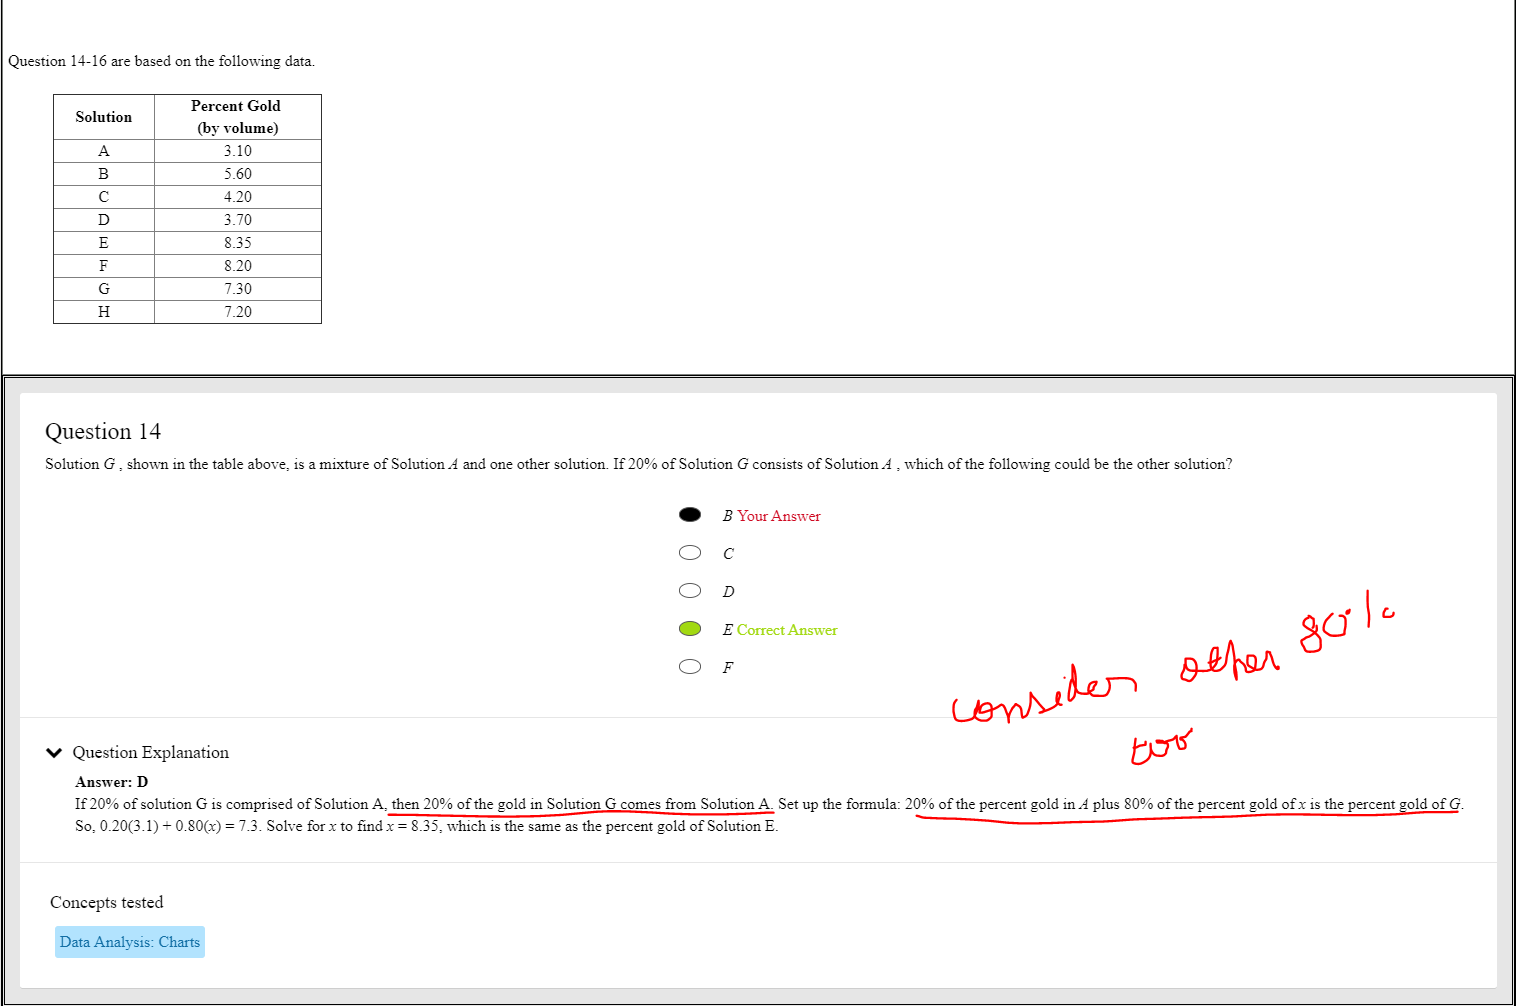 Question 14-16 are based on the following data.
Solution
Percent Gold
(by volume)
A 3.10
B 5.60
C 4.20
D 3.70
E 8.35
F 8.20
G 7.30
H 7.20
Question 14
Solution G , shown in the table above, is a mixture of Solution A and one other solution. If 20% of Solution G consists of Solution A , which of the following could be the other solution?
B Your Answer
C
D
E Correct Answer
F
consider other 80%
too
Question Explanation
Answer: D
If 20% of solution G is comprised of Solution A, then 20% of the gold in Solution G comes from Solution A. Set up the formula: 20% of the percent gold in A plus 80% of the percent gold of x is the percent gold of G.
So, 0.20(3.1) + 0.80(x) = 7.3. Solve for x to find x = 8.35, which is the same as the percent gold of Solution E.
Concepts tested
Data Analysis: Charts